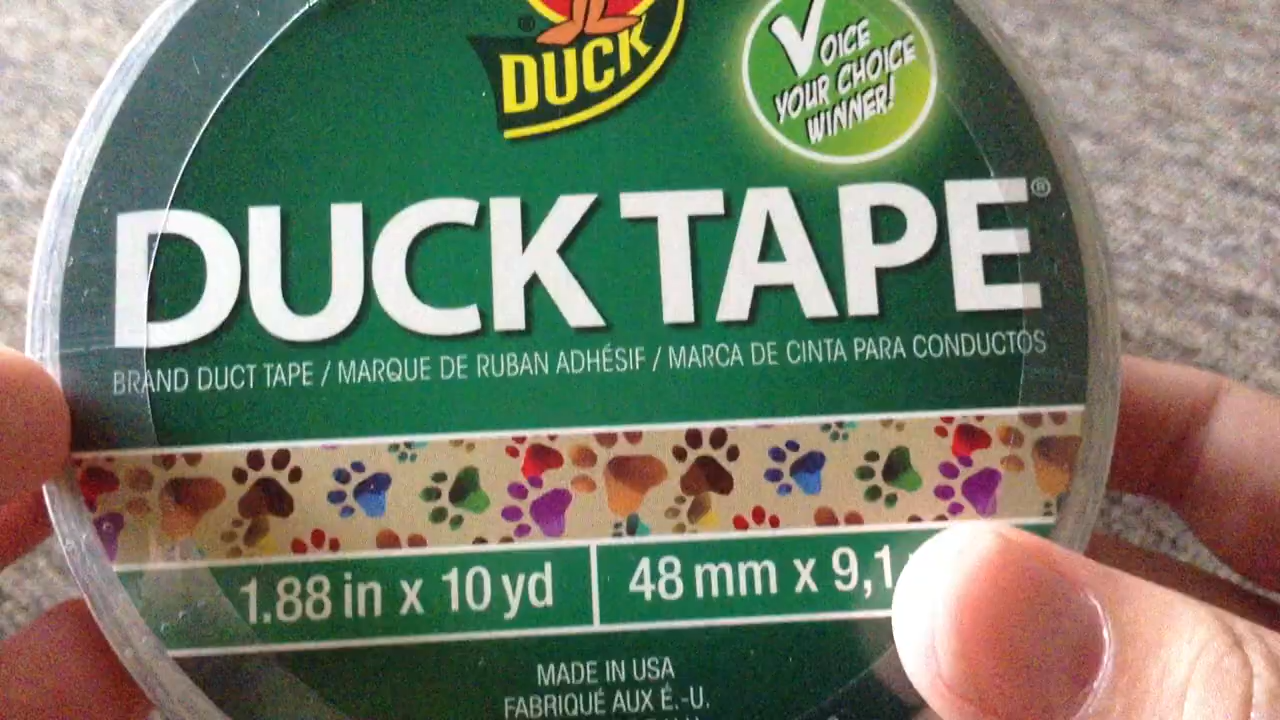 ®
DUCK
VOICE
YOUR CHOICE
WINNER!
DUCK TAPE®
BRAND DUCT TAPE / MARQUE DE RUBAN ADHÉSIF / MARCA DE CINTA PARA CONDUCTOS
1.88 in x 10 yd
48 mm x 9,1
MADE IN USA
FABRIQUÉ AUX É.-U.